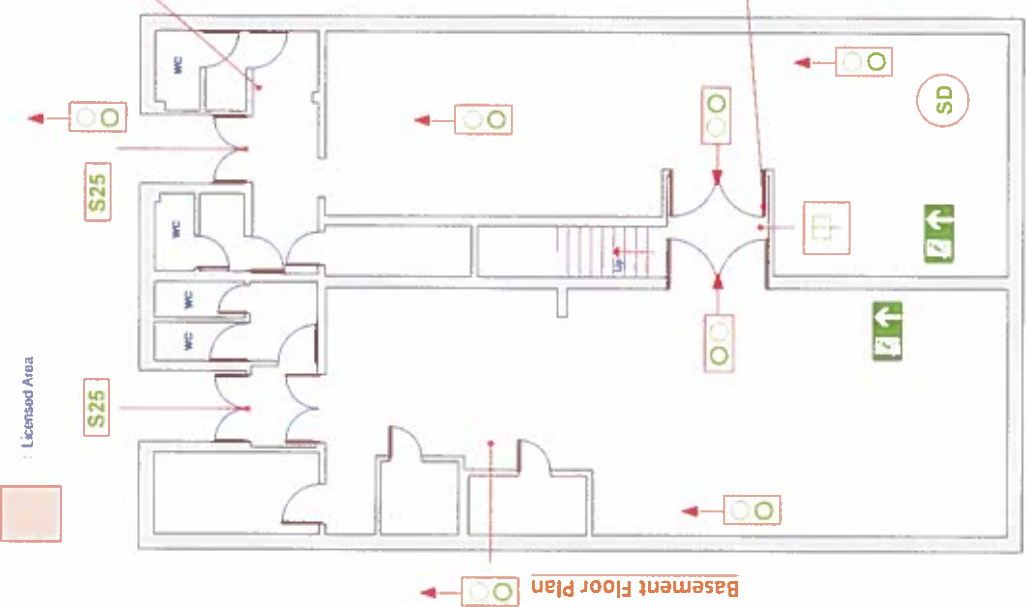 WC
S25
WC
WC
WC
S25
SD
Up
: Licensed Area
Basement Floor Plan